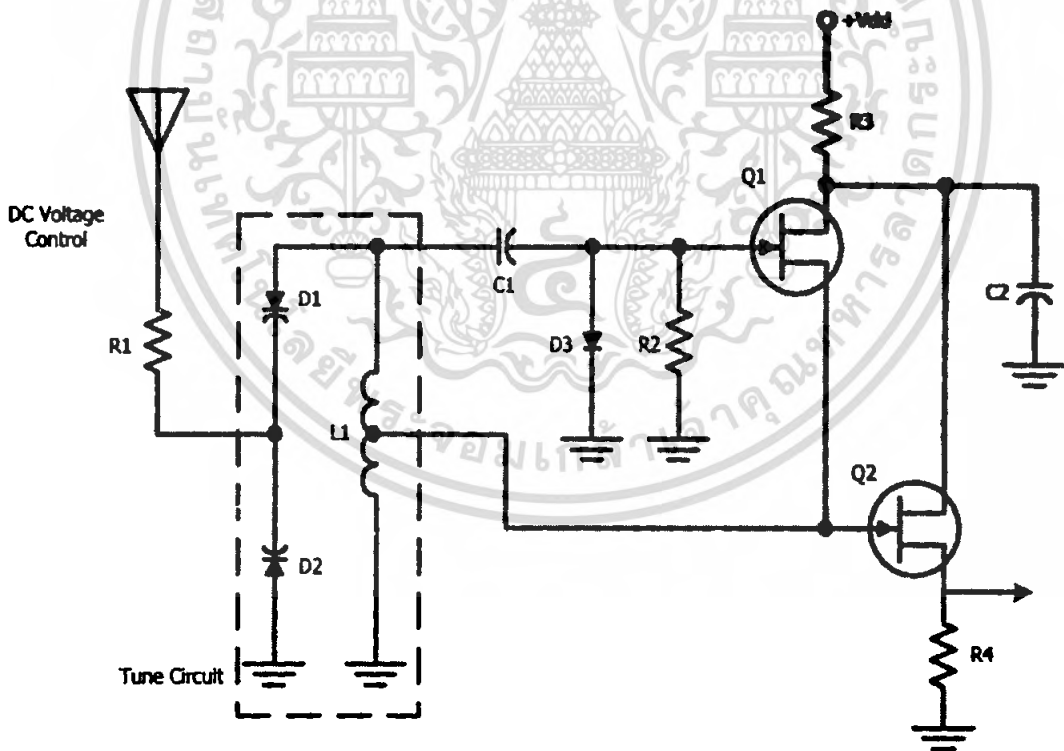 +Vdd
R3
Q1
DC Voltage
Control
D1
C1
C2
R1
D3
R2
L1
Q2
D2
R4
Tune Circuit